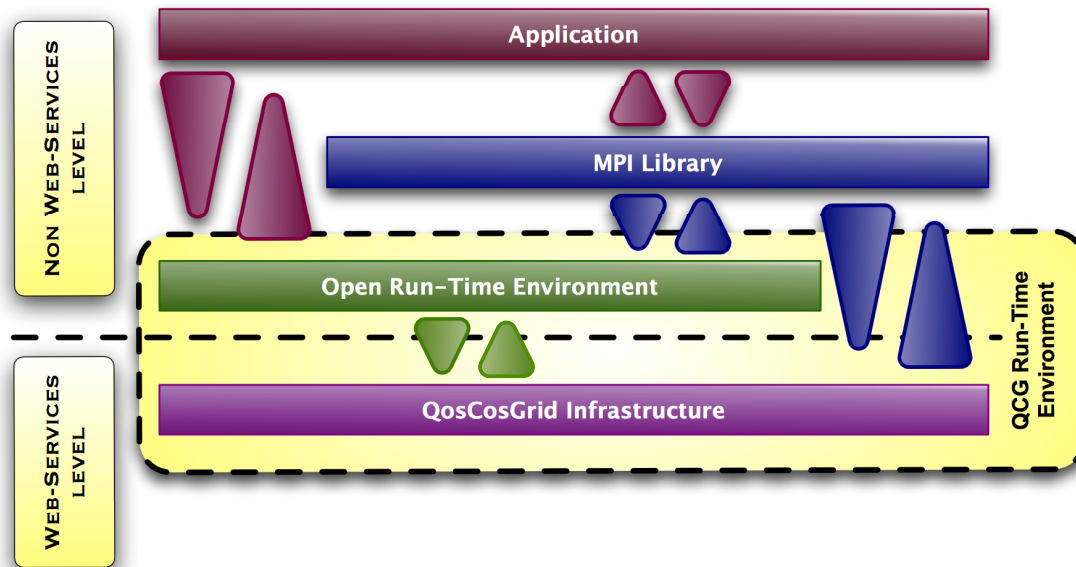 NON WEB-SERVICES
LEVEL
Application
MPI Library
Open Run-Time Environment
QCG Run-Time
Environment
WEB-SERVICES
LEVEL
QosCosGrid Infrastructure